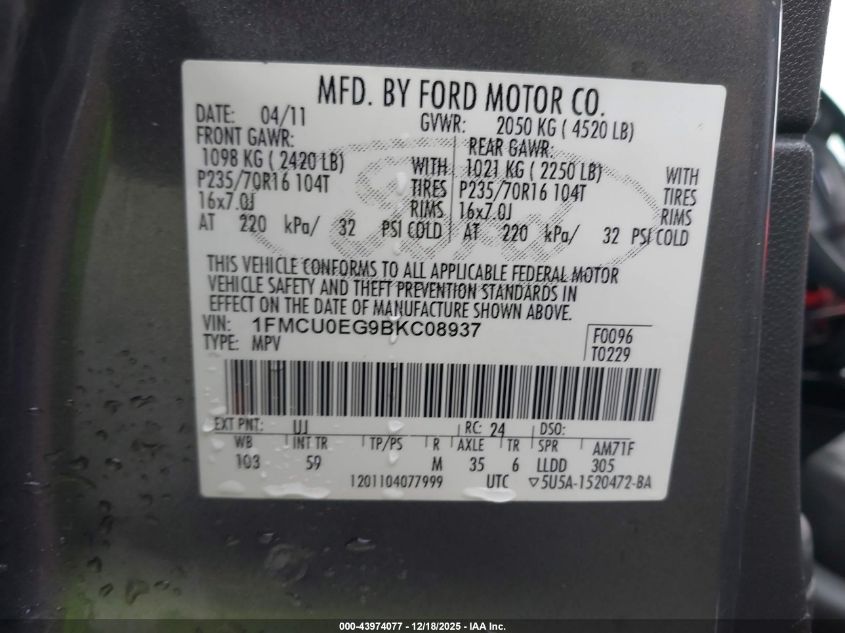 MFD. BY FORD MOTOR CO.
DATE: 04/11 GVWR: 2050 KG ( 4520 LB)
FRONT GAWR: REAR GAWR:
1098 KG ( 2420 LB) WITH 1021 KG ( 2250 LB) WITH
P235/70R16 104T TIRES P235/70R16 104T TIRES
16x7.0J RIMS 16x7.0J RIMS
AT 220 kPa/ 32 PSI COLD AT 220 kPa/ 32 PSI COLD
THIS VEHICLE CONFORMS TO ALL APPLICABLE FEDERAL MOTOR
VEHICLE SAFETY AND THEFT PREVENTION STANDARDS IN
EFFECT ON THE DATE OF MANUFACTURE SHOWN ABOVE.
VIN: 1FMCU0EG9BKC08937 F0096
TYPE: MPV T0229
EXT PNT: UJ RC: 24 DSO:
WB INT TR TP/PS R AXLE TR SPR AM71F
103 59 M 35 6 LLDD 305
1201104077999 UTC ▽5U5A-1520472-BA
000-43974077 - 12/18/2025 - IAA Inc.